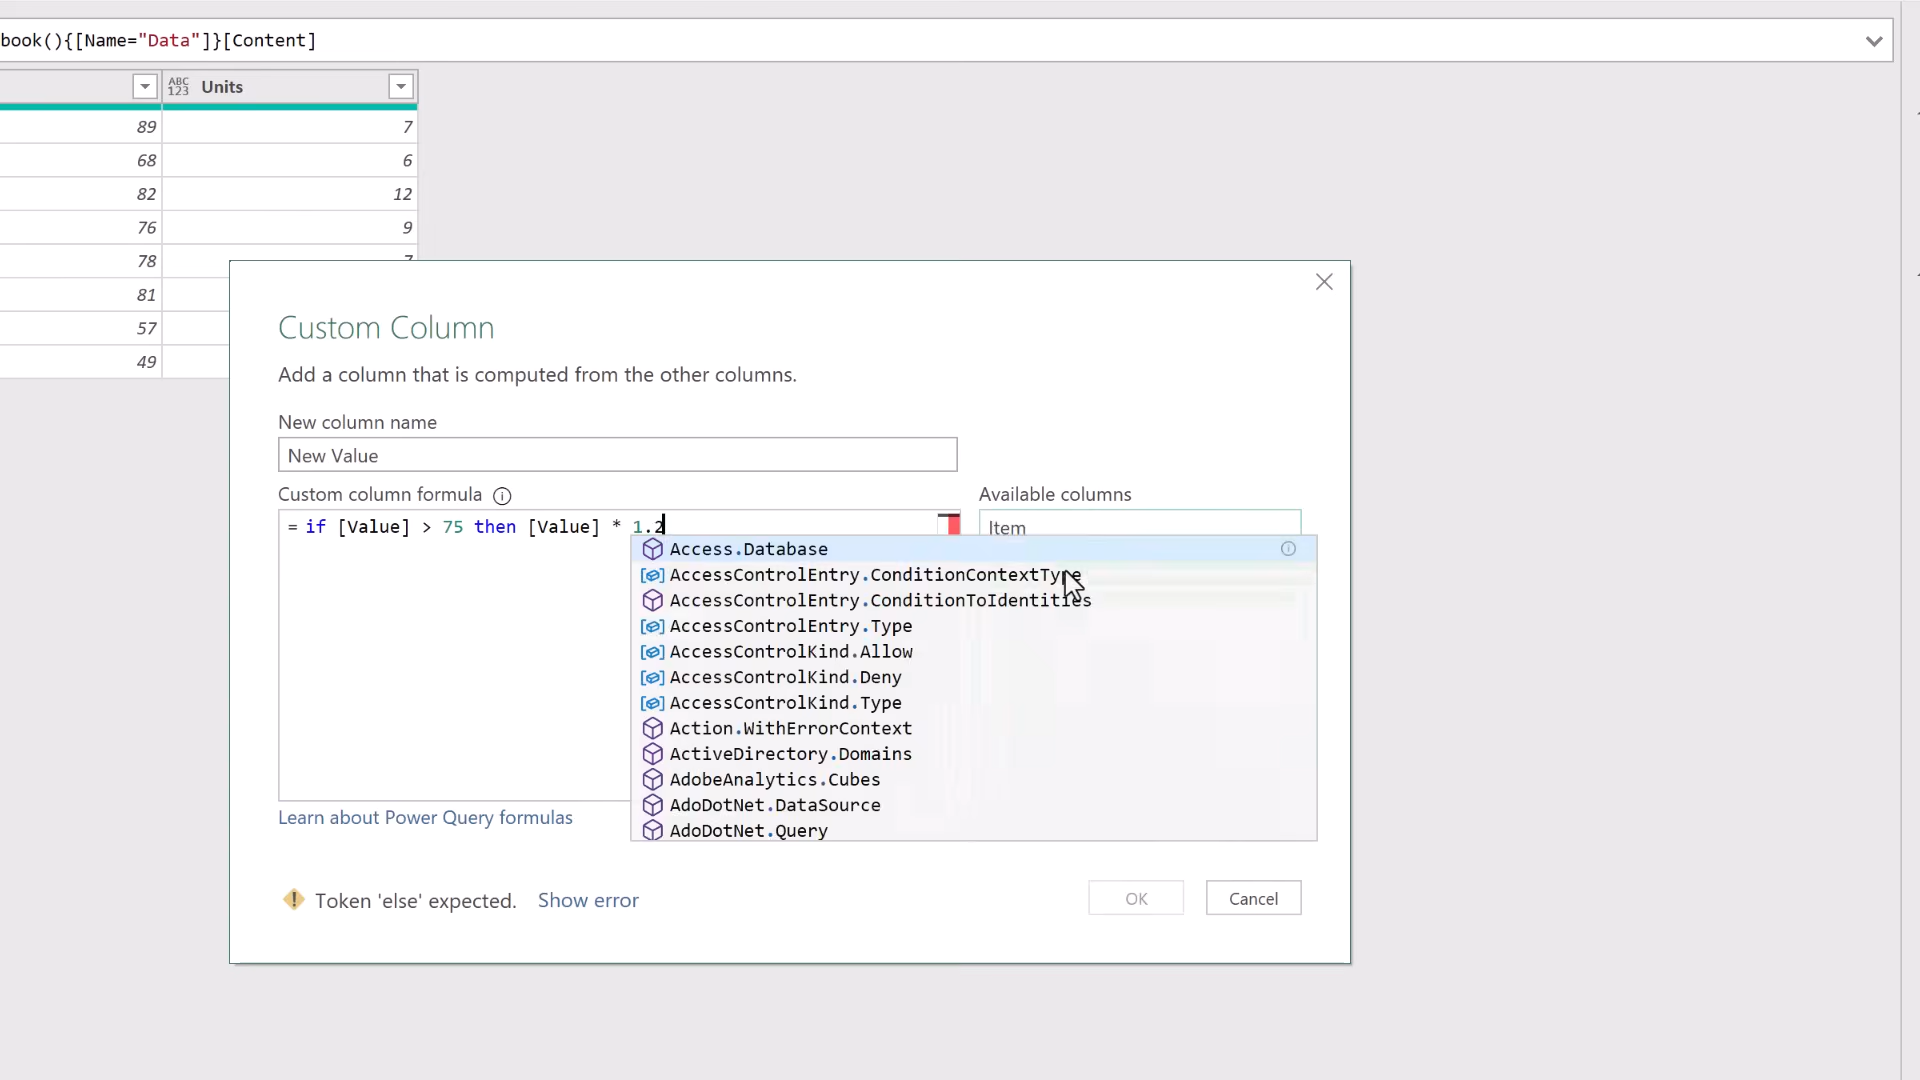 book(){[Name="Data"]}[Content]
ABC
123
Units
89 7
68 6
82 12
76 9
78
81
57
49
Custom Column
Add a column that is computed from the other columns.
New column name
New Value
Custom column formula
Available columns
= if [Value] > 75 then [Value] * 1.2
Item
Access.Database
AccessControlEntry.ConditionContextType
AccessControlEntry.ConditionToIdentities
AccessControlEntry.Type
AccessControlKind.Allow
AccessControlKind.Deny
AccessControlKind.Type
Action.WithErrorContext
ActiveDirectory.Domains
AdobeAnalytics.Cubes
AdoDotNet.DataSource
AdoDotNet.Query
Learn about Power Query formulas
Token 'else' expected. Show error
OK
Cancel